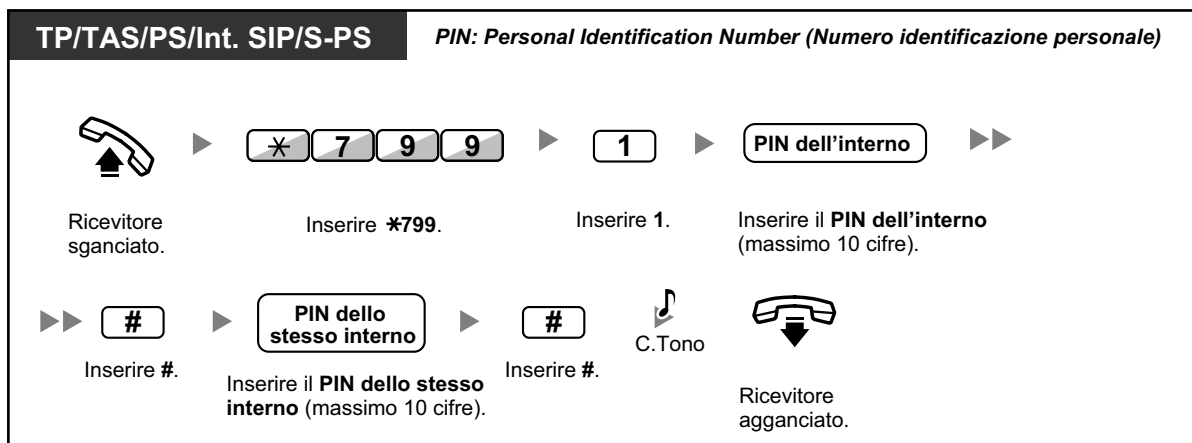 TP/TAS/PS/Int. SIP/S-PS
PIN: Personal Identification Number (Numero identificazione personale)
* 7 9 9
1
PIN dell'interno
Ricevitore
sganciato.
Inserire *799.
Inserire 1.
Inserire il PIN dell'interno
(massimo 10 cifre).
#
PIN dello
stesso interno
#
C.Tono
Inserire #.
Inserire il PIN dello stesso
interno (massimo 10 cifre).
Inserire #.
Ricevitore
agganciato.